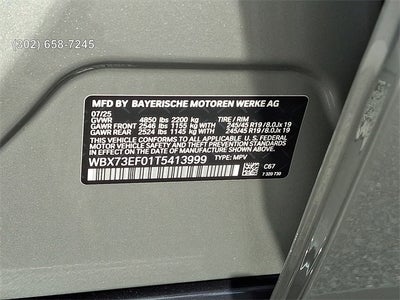 (302) 658-7245
MFD BY BAYERISCHE MOTOREN WERKE AG
07/25
GVWR 4850 lbs 2200 kg TIRE / RIM
GAWR FRONT 2546 lbs 1155 kg WITH 245/45 R19 / 8.0Jx 19
GAWR REAR 2524 lbs 1145 kg WITH 245/45 R19 / 8.0Jx 19
THIS VEHICLE CONFORMS TO ALL APPLICABLE FEDERAL
MOTOR VEHICLE SAFETY AND THEFT PREVENTION
STANDARDS IN EFFECT ON THE DATE OF
MANUFACTURE SHOWN ABOVE.
WBX73EF01T5413999 TYPE: MPV
C67
7 329 730